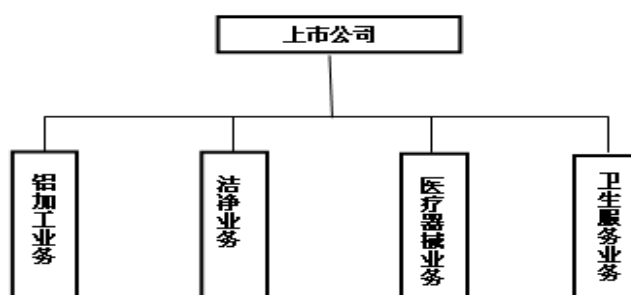 上市公司
铝加工业务
洁净业务
医疗器械业务
卫生服务业务